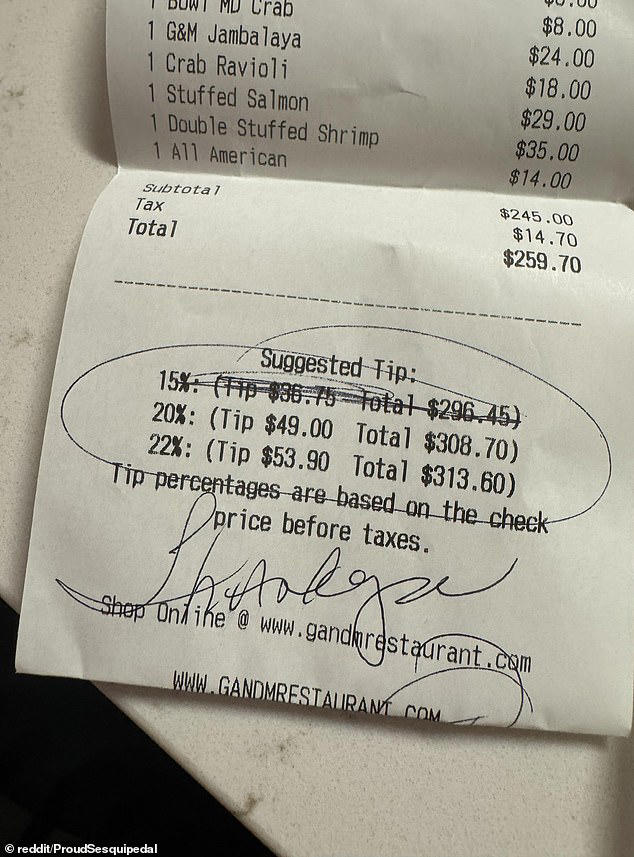 1 Bowl MD Crab $8.00
1 G&M Jambalaya $24.00
1 Crab Ravioli $18.00
1 Stuffed Salmon $29.00
1 Double Stuffed Shrimp $35.00
1 All American $14.00
Subtotal $245.00
Tax $14.70
Total $259.70
Suggested Tip:
15%: (Tip $36.75 Total $296.45)
20%: (Tip $49.00 Total $308.70)
22%: (Tip $53.90 Total $313.60)
Tip percentages are based on the check
price before taxes.
Shop Online @ www.gandmrestaurant.com
WWW.GANDMRESTAURANT.COM
© reddit/ProudSesquipedal